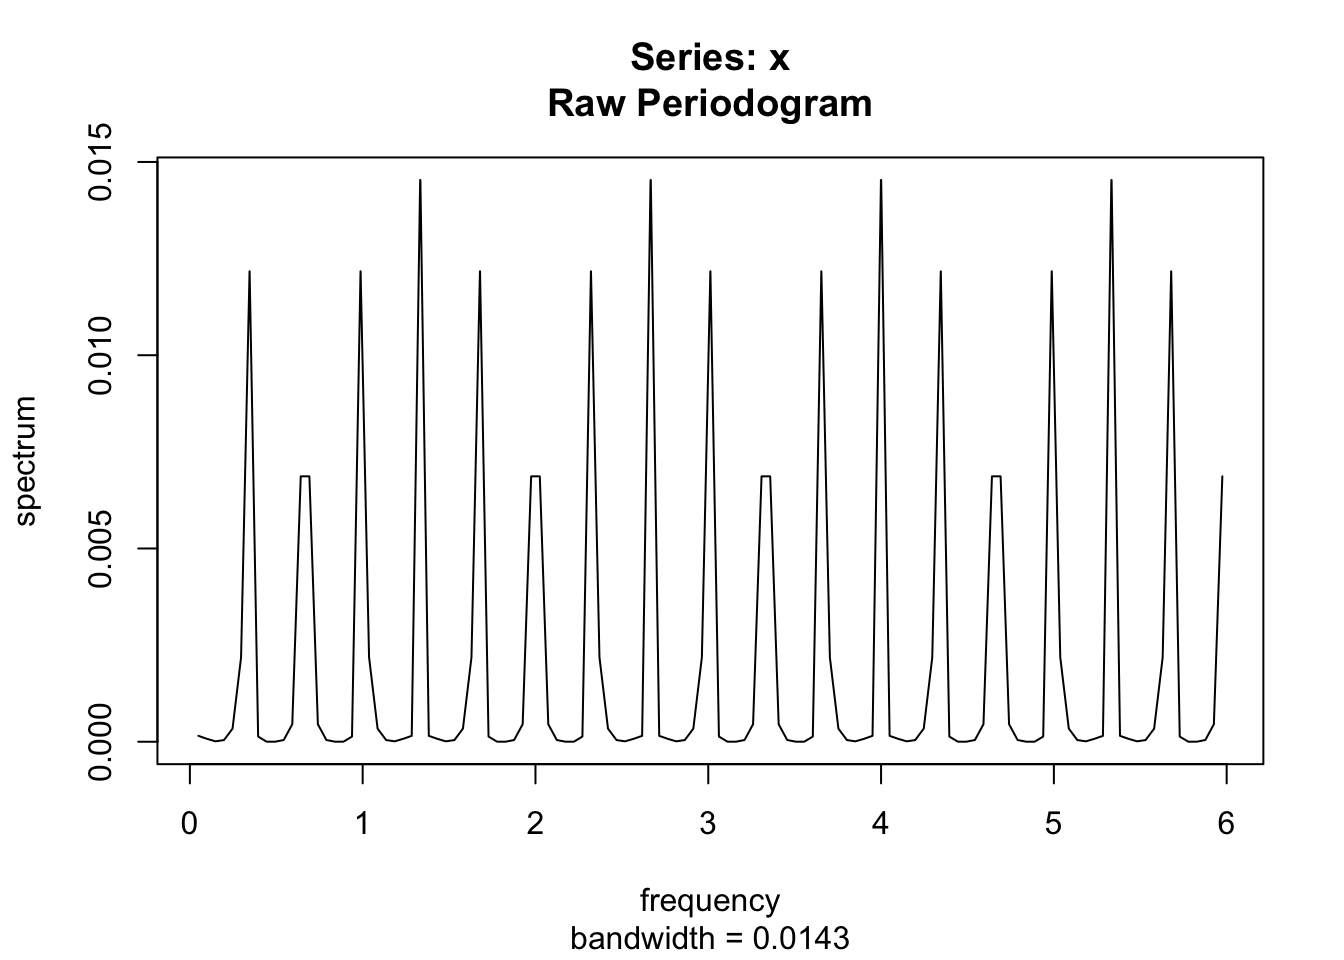 Series: x
Raw Periodogram
spectrum
0.015
0.010
0.005
0.000
0 1 2 3 4 5 6
frequency
bandwidth = 0.0143